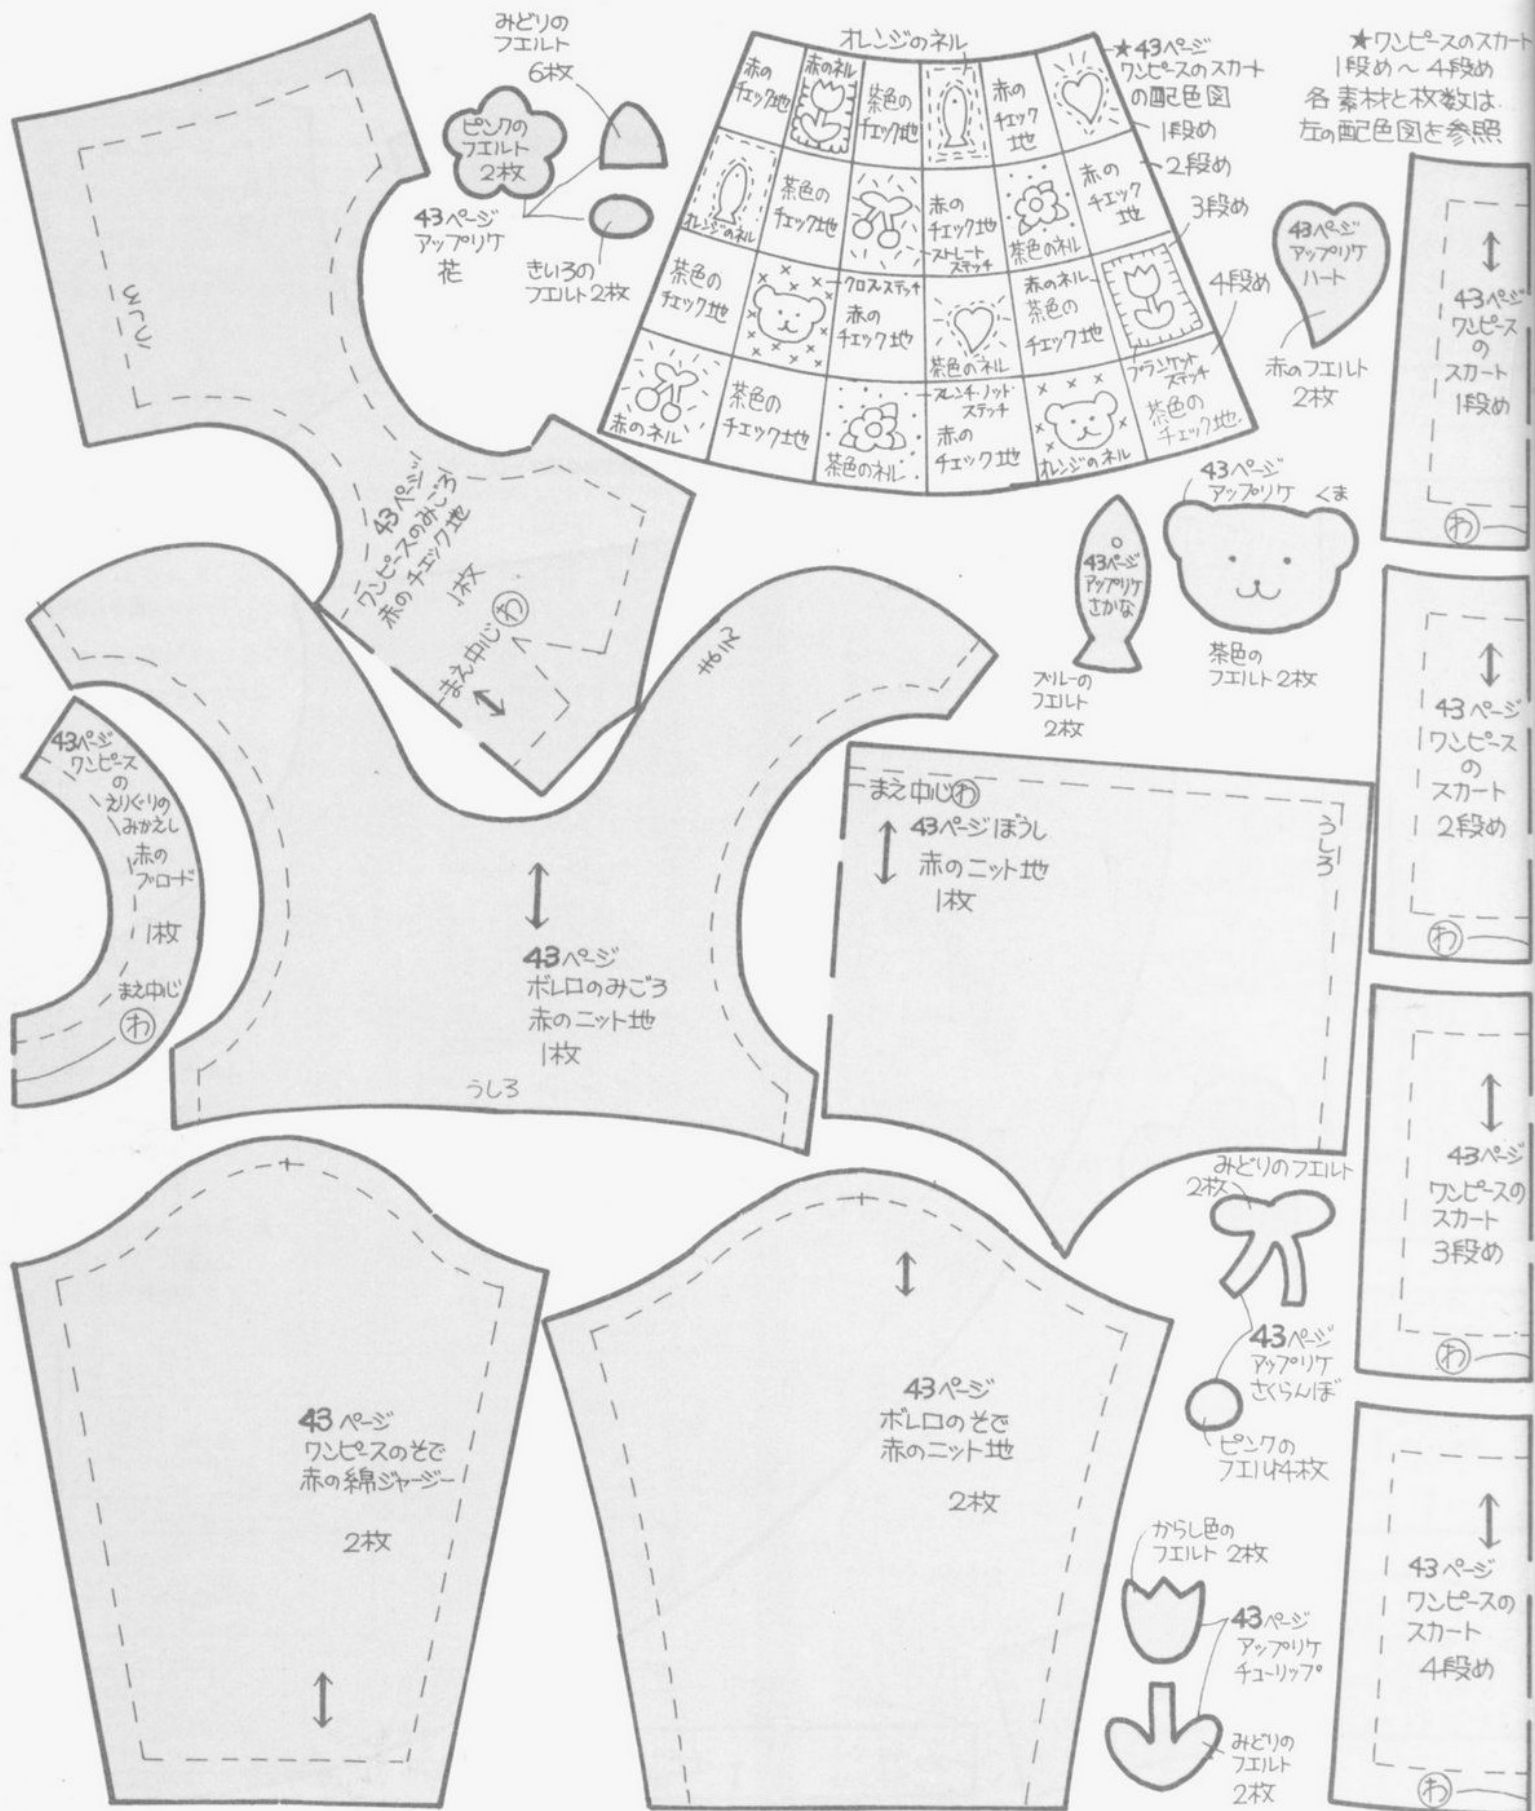 みどりの
フエルト
6枚
ピンクの
フエルト
2枚
43ページ
アップリケ
花
きいろの
フエルト2枚
オレンジのネル
★43ページ
ワンピースのスカート
の配色図
1段め
2段め
3段め
4段め
赤の
チェック地
赤のネル
茶色の
チェック地
赤の
チェック
地
オレンジのネル
茶色の
チェック地
赤の
チェック地
ストレート
ステッチ
茶色のネル
赤の
チェック
地
茶色の
チェック地
クロス・ステッチ
赤の
チェック地
茶色のネル
赤のネル
茶色の
チェック地
ブランケット
ステッチ
赤のネル
茶色の
チェック地
茶色のネル
フレンチ・ノット・
ステッチ
赤の
チェック地
オレンジのネル
茶色の
チェック地
★ワンピースのスカート
1段め〜4段め
各素材と枚数は
左の配色図を参照
43ページ
アップリケ
ハート
赤のフエルト
2枚
43ページ
ワンピース
の
スカート
1段め
わ
うしろ
43ページ
ワンピースのみごろ
赤のチェック地
1枚
まえ中心わ
43ページ
アップリケ
さかな
ブルーの
フエルト
2枚
43ページ
アップリケ くま
茶色の
フエルト2枚
43ページ
ワンピース
の
スカート
2段め
わ
43ページ
ワンピース
の
えりぐりの
みかえし
赤の
ブロード
1枚
まえ中心
わ
43ページ
ボレロのみごろ
赤のニット地
1枚
うしろ
まえ中心わ
43ページぼうし
赤のニット地
1枚
うしろ
43ページ
ワンピースの
スカート
3段め
わ
みどりのフエルト
2枚
43ページ
アップリケ
さくらんぼ
ピンクの
フエルト4枚
43ページ
ワンピースのそで
赤の綿ジャージー
2枚
43ページ
ボレロのそで
赤のニット地
2枚
からし色の
フエルト 2枚
43ページ
アップリケ
チューリップ
みどりの
フエルト
2枚
43ページ
ワンピースの
スカート
4段め
わ